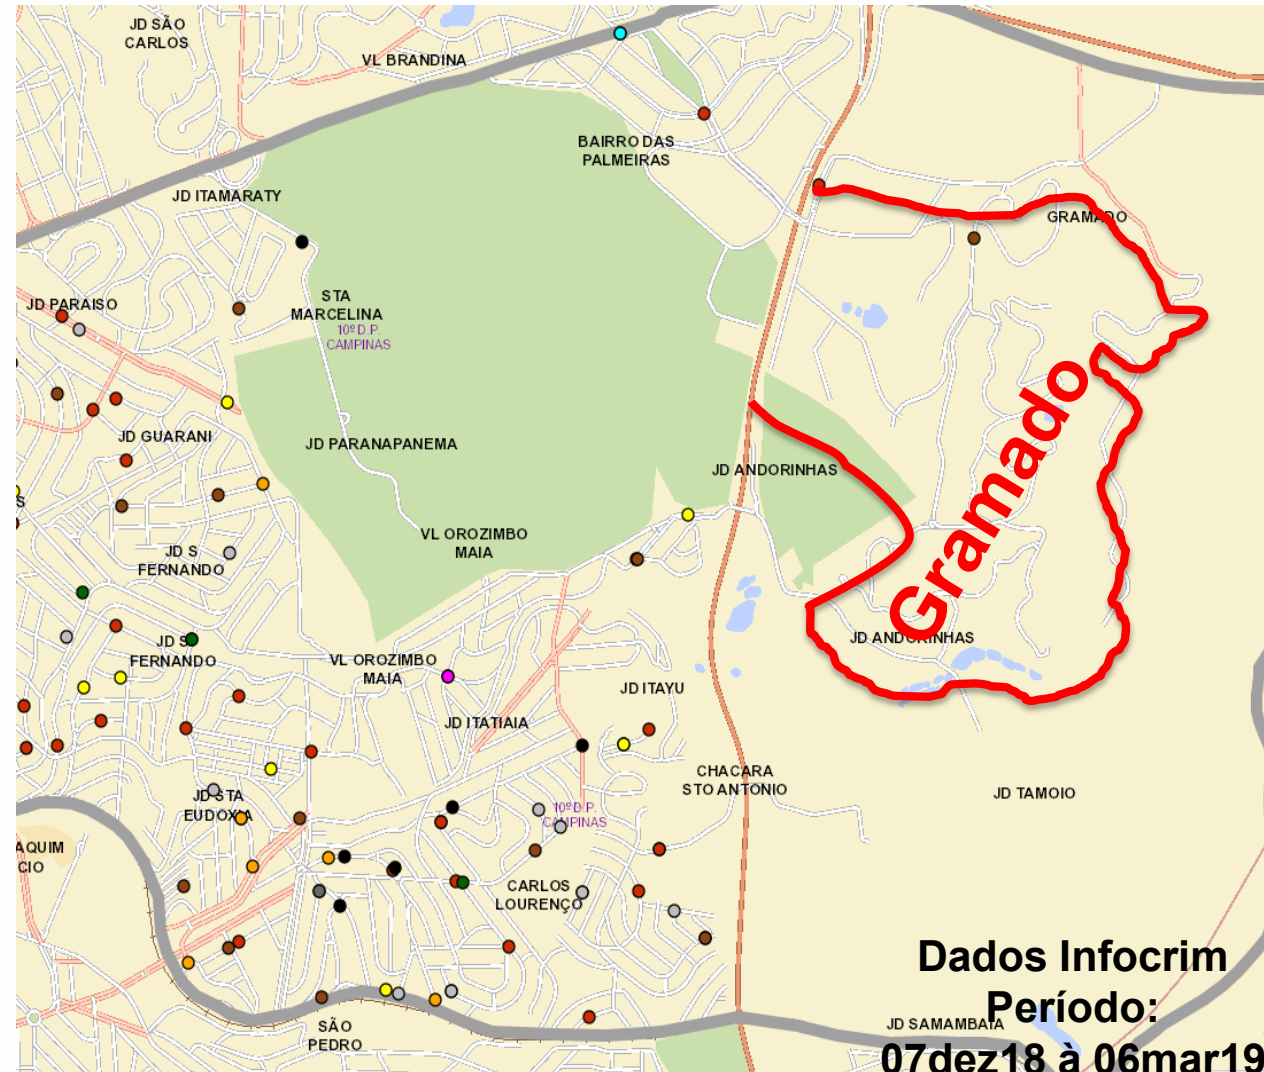 JD SÃO
CARLOS
VL BRANDINA
BAIRRO DAS
PALMEIRAS
JD ITAMARATY
GRAMADO
STA
MARCELINA
10º D.P.
CAMPINAS
JD PARAISO
JD GUARANI
JD PARANAPANEMA
JD ANDORINHAS
Gramado
S
VL OROZIMBO
MAIA
JD S
FERNANDO
JD S
FERNANDO
JD ANDORINHAS
VL OROZIMBO
MAIA
JD ITAYU
JD ITATIAIA
CHACARA
STO ANTONIO
JD TAMOIO
JD STA
EUDOXIA
10º D.P.
CAMPINAS
AQUIM
CIO
CARLOS
LOURENÇO
Dados Infocrim
Período:
07dez18 à 06mar19
JD SAMAMBAIA
SÃO
PEDRO